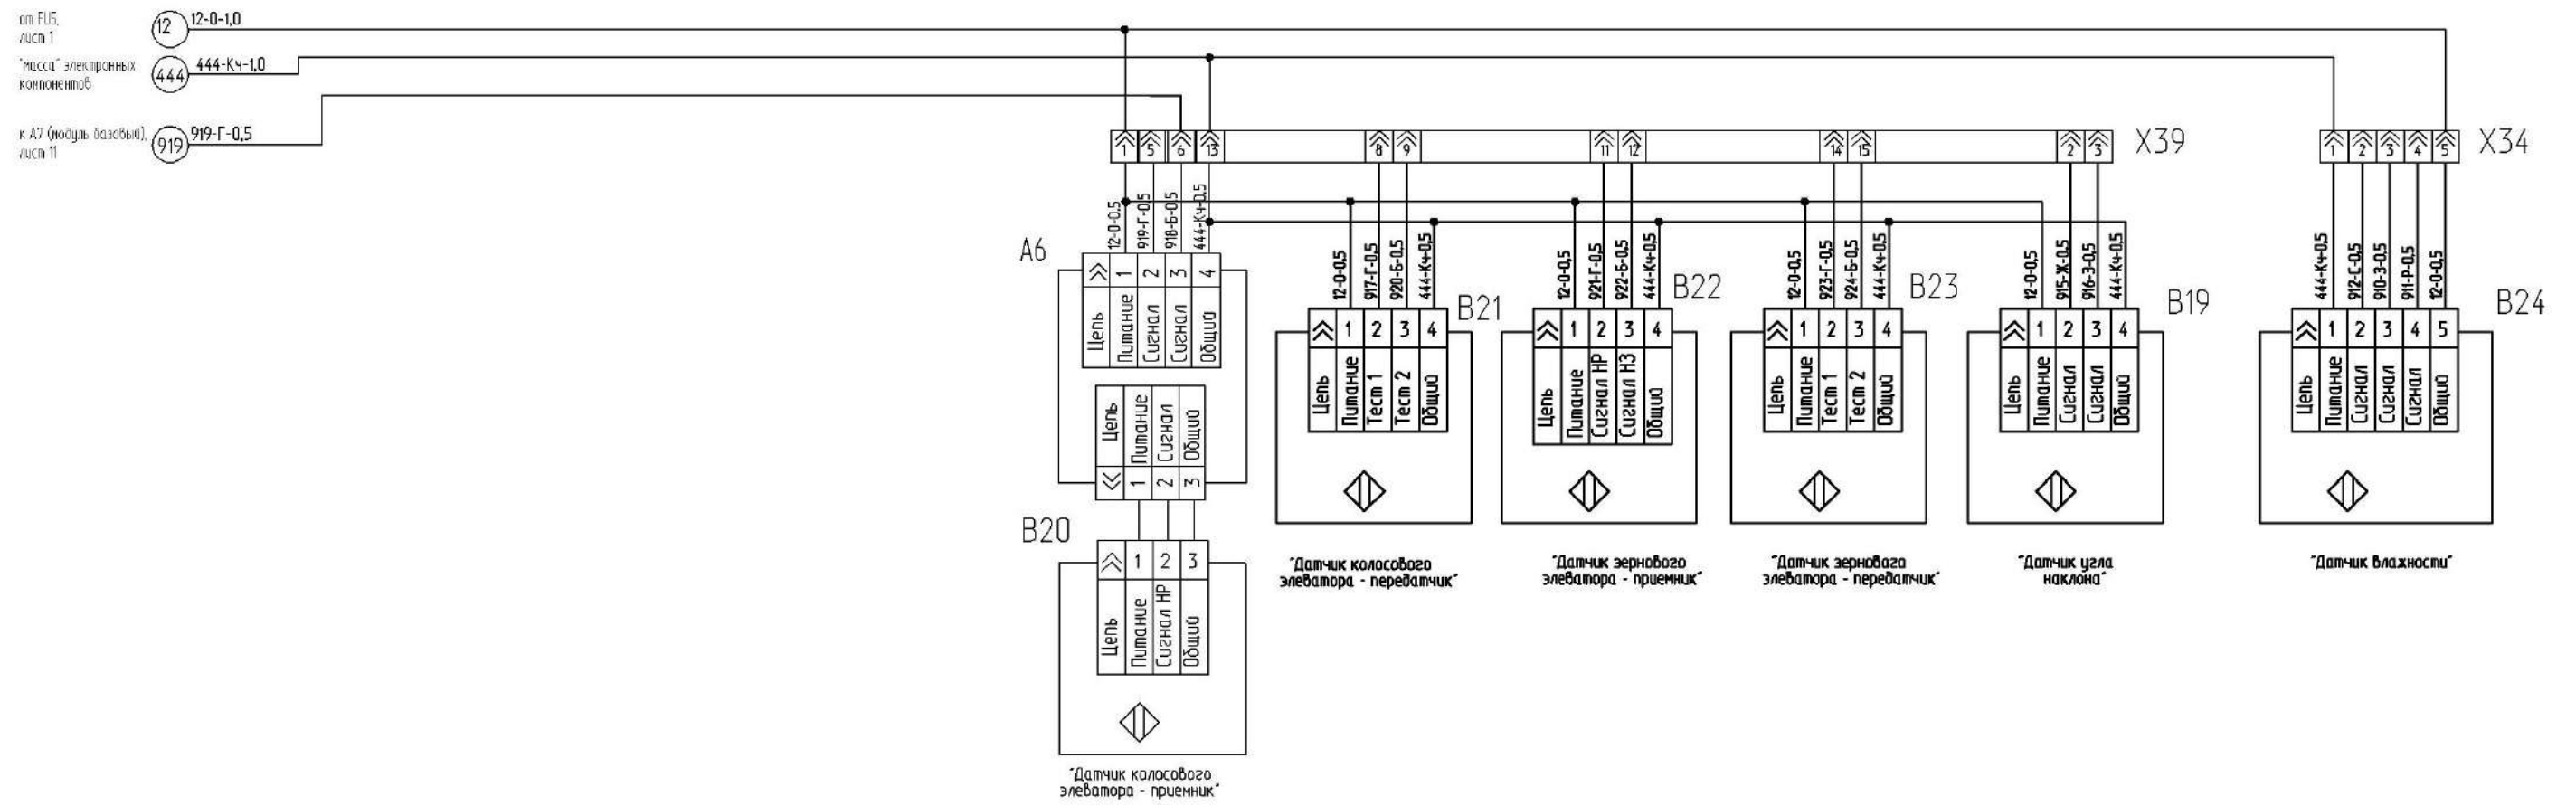 от FU5,
лист 1
12
12-О-1,0
"масса" электронных
компонентов
444
444-Кч-1,0
к А7 (модуль базовый),
лист 11
919
919-Г-0,5
1 5 6 13 8 9 11 12 14 15 2 3
X39
1 2 3 4 5
X34
12-О-0,5
919-Г-0,5
918-Б-0,5
444-Кч-0,5
A6
1 2 3 4
Цепь
Питание
Сигнал
Сигнал
Общий
Цепь
Питание
Сигнал
Общий
1 2 3
B20
1 2 3
Цепь
Питание
Сигнал НР
Общий
"Датчик колосового
элеватора - приемник"
12-О-0,5
917-Г-0,5
920-Б-0,5
444-Кч-0,5
B21
1 2 3 4
Цепь
Питание
Тест 1
Тест 2
Общий
"Датчик колосового
элеватора - передатчик"
12-О-0,5
921-Г-0,5
922-Б-0,5
444-Кч-0,5
B22
1 2 3 4
Цепь
Питание
Сигнал НР
Сигнал НЗ
Общий
"Датчик зернового
элеватора - приемник"
12-О-0,5
923-Г-0,5
924-Б-0,5
444-Кч-0,5
B23
1 2 3 4
Цепь
Питание
Тест 1
Тест 2
Общий
"Датчик зернового
элеватора - передатчик"
12-О-0,5
915-Ж-0,5
916-З-0,5
444-Кч-0,5
B19
1 2 3 4
Цепь
Питание
Сигнал
Сигнал
Общий
"Датчик угла
наклона"
444-Кч-0,5
912-С-0,5
910-З-0,5
911-Р-0,5
12-О-0,5
B24
1 2 3 4 5
Цепь
Питание
Сигнал
Сигнал
Сигнал
Общий
"Датчик влажности"